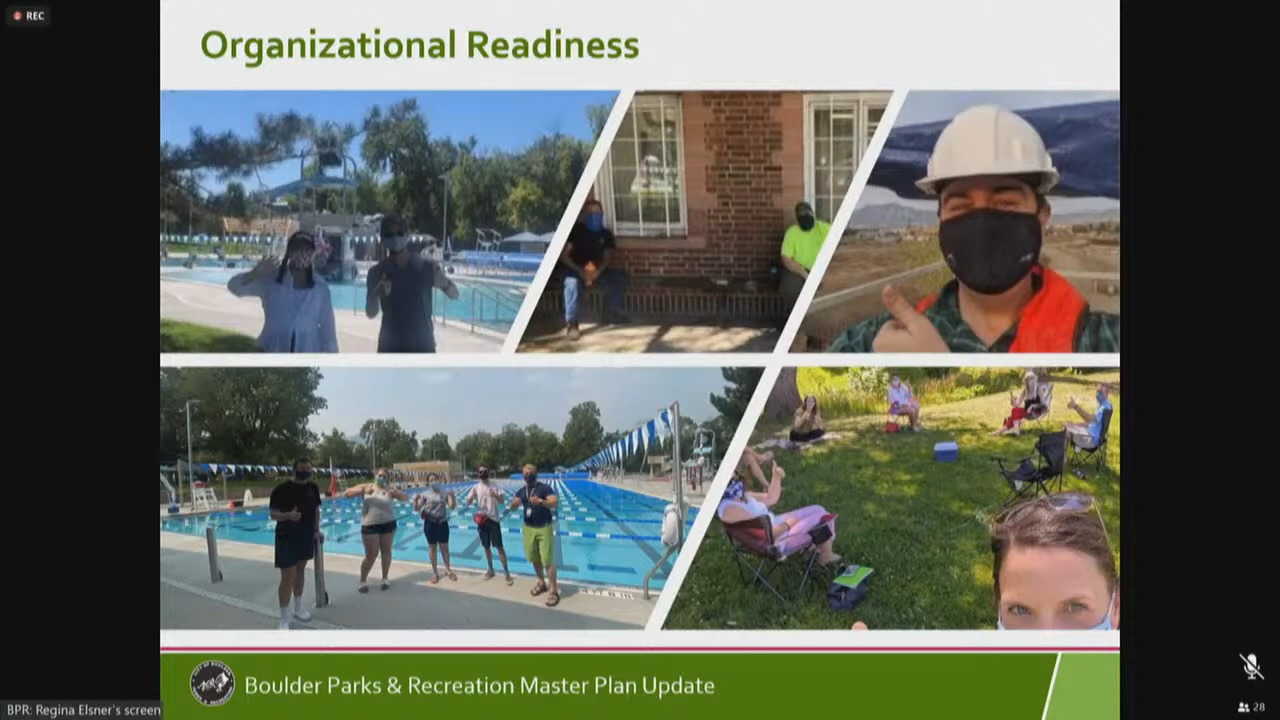 REC
Organizational Readiness
Boulder Parks & Recreation Master Plan Update
BPR: Regina Elsner's screen
28